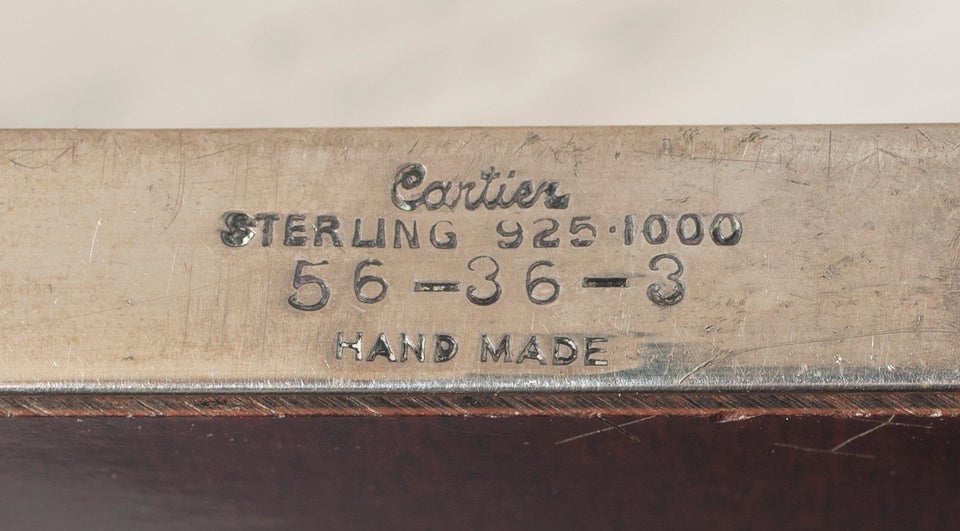 Cartier
STERLING 925·1000
56-36-3
HAND MADE